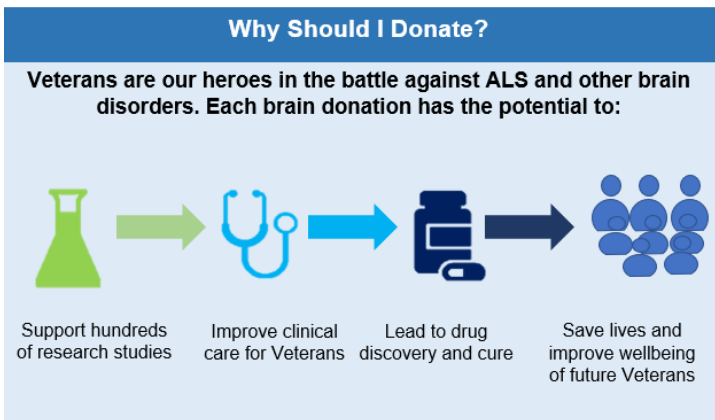 Why Should I Donate?
Veterans are our heroes in the battle against ALS and other brain
disorders. Each brain donation has the potential to:
Support hundreds
of research studies
Improve clinical
care for Veterans
Lead to drug
discovery and cure
Save lives and
improve wellbeing
of future Veterans